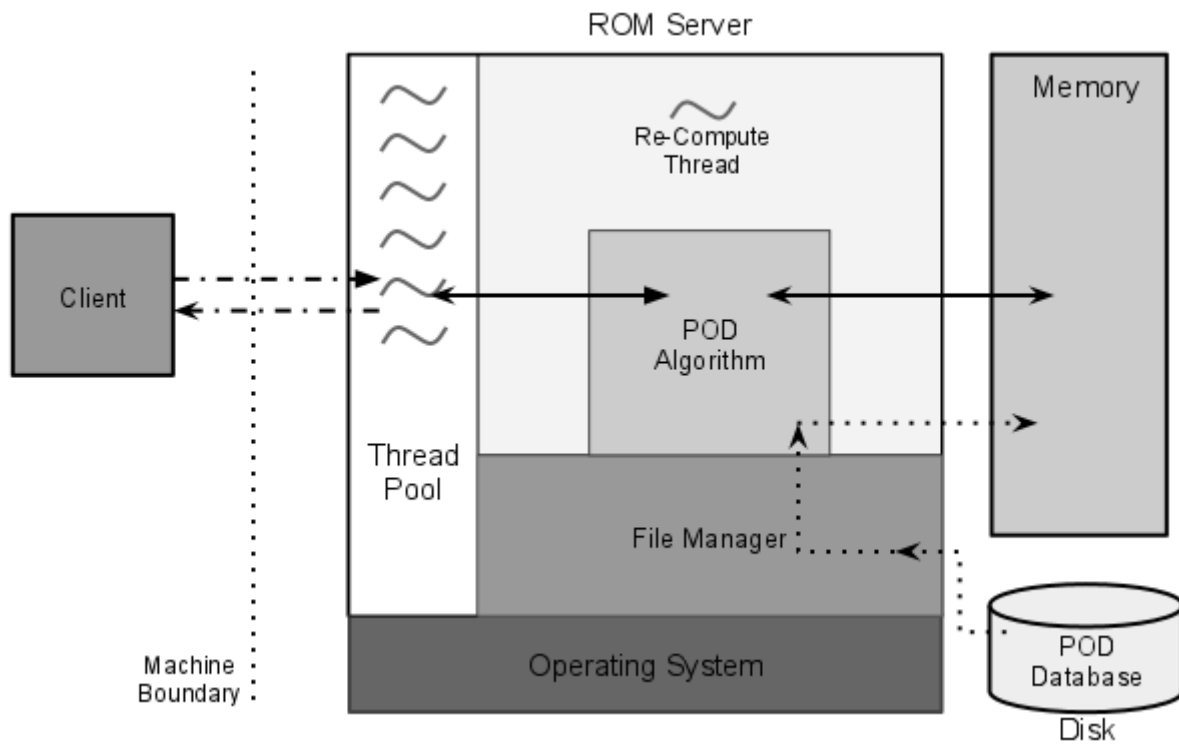 ROM Server
Memory
Re-Compute
Thread
Client
POD
Algorithm
Thread
Pool
File Manager
Machine
Boundary
Operating System
POD
Database
Disk